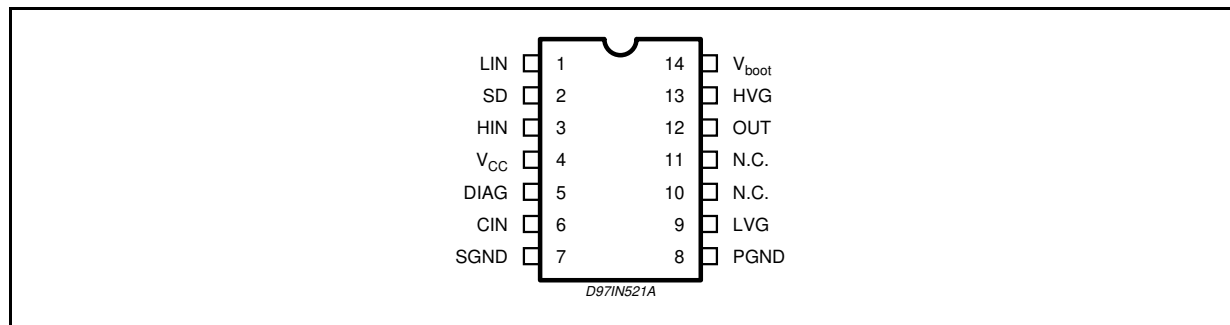 LIN 1 14 Vboot
SD 2 13 HVG
HIN 3 12 OUT
VCC 4 11 N.C.
DIAG 5 10 N.C.
CIN 6 9 LVG
SGND 7 8 PGND
D97IN521A